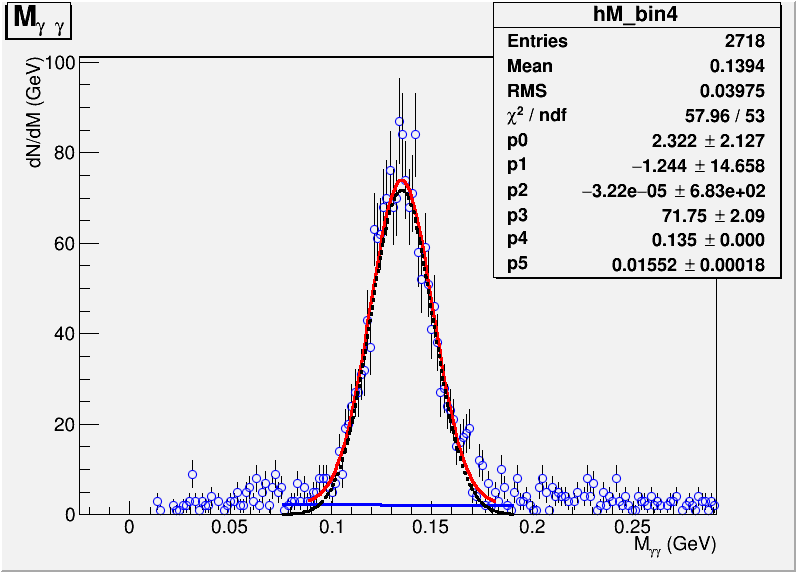 M_γ γ
hM_bin4
Entries 2718
Mean 0.1394
RMS 0.03975
χ² / ndf 57.96 / 53
p0 2.322 ± 2.127
p1 −1.244 ± 14.658
p2 −3.22e−05 ± 6.83e+02
p3 71.75 ± 2.09
p4 0.135 ± 0.000
p5 0.01552 ± 0.00018
dN/dM (GeV)
100
80
60
40
20
0
0 0.05 0.1 0.15 0.2 0.25
M_γγ (GeV)